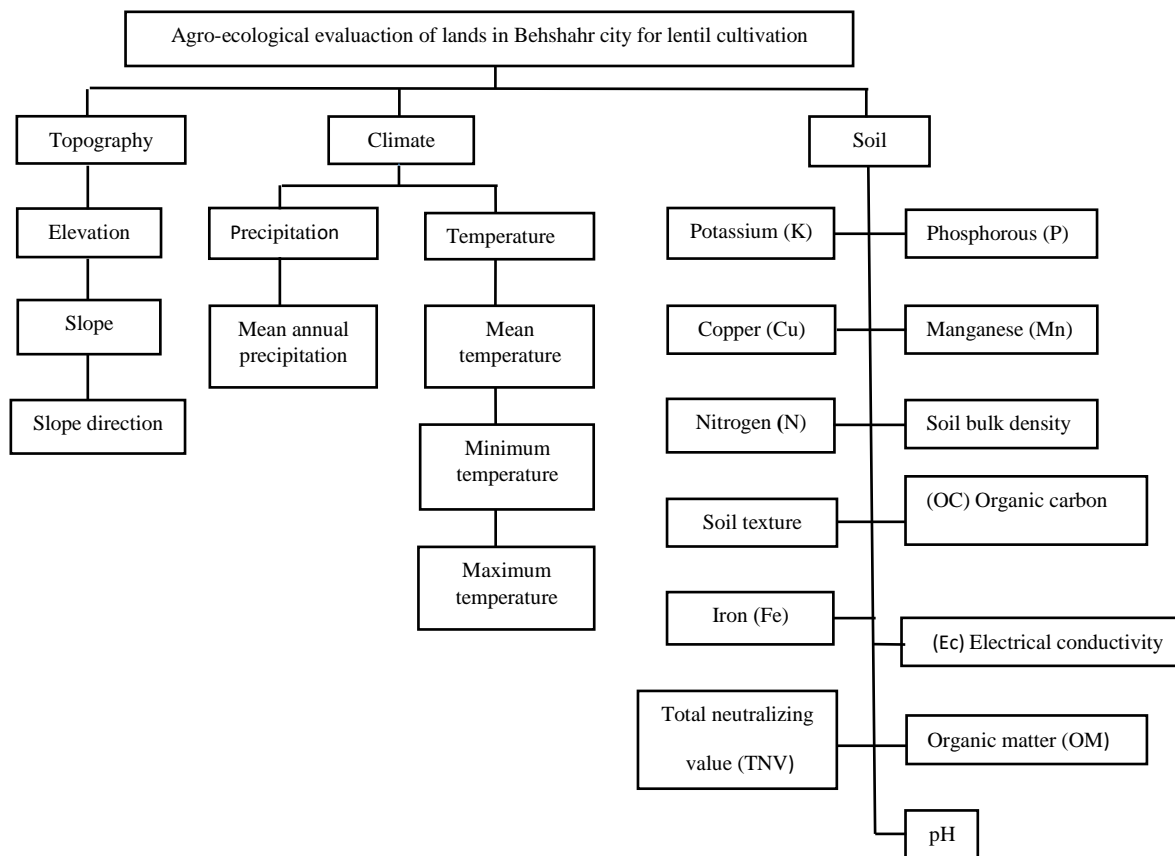 Agro-ecological evaluaction of lands in Behshahr city for lentil cultivation
Topography
Climate
Soil
Elevation
Precipitation
Temperature
Potassium (K)
Phosphorous (P)
Slope
Mean annual
precipitation
Mean
temperature
Copper (Cu)
Manganese (Mn)
Slope direction
Minimum
temperature
Nitrogen (N)
Soil bulk density
Maximum
temperature
Soil texture
(OC) Organic carbon
Iron (Fe)
(Ec) Electrical conductivity
Total neutralizing
value (TNV)
Organic matter (OM)
pH